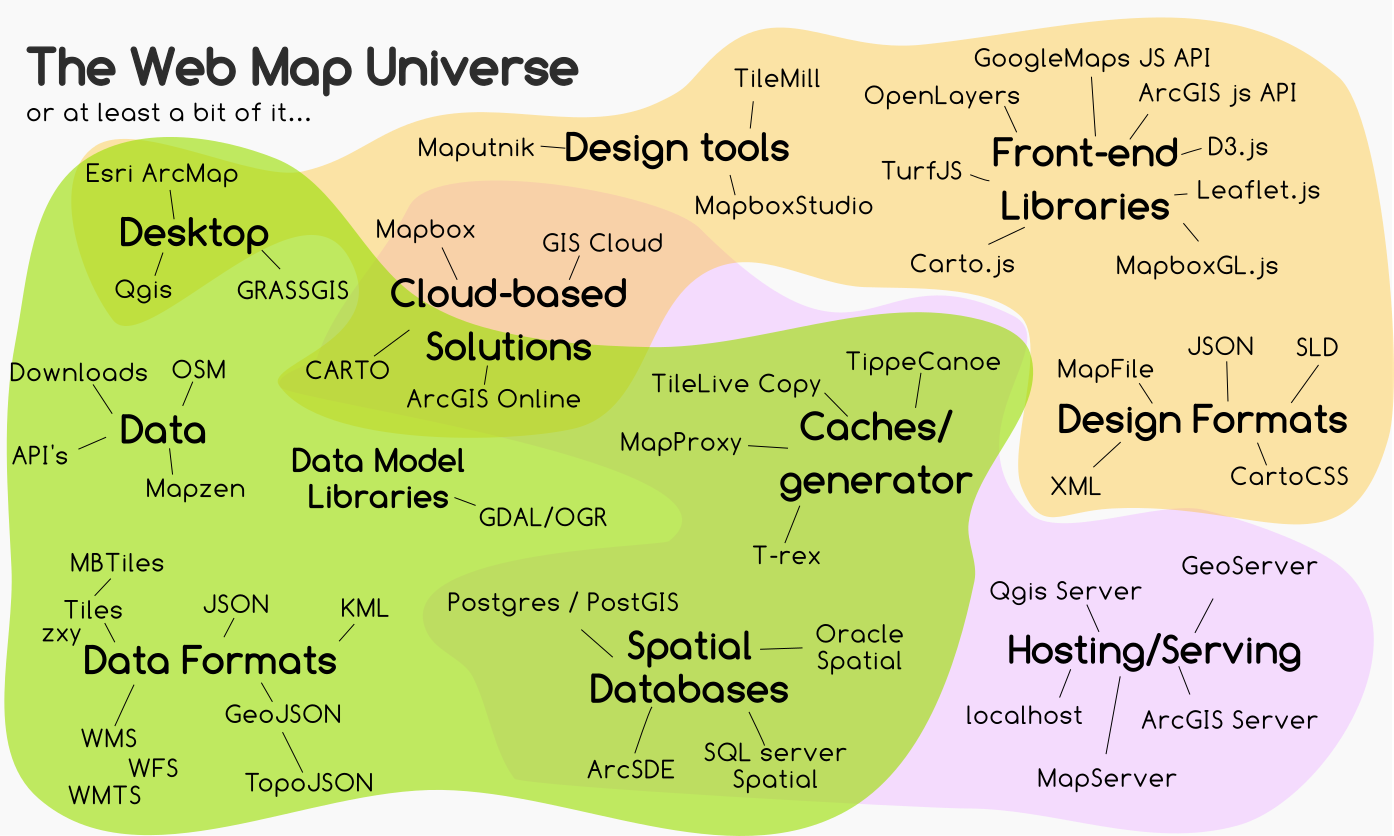 The Web Map Universe
or at least a bit of it...
TileMill
Maputnik
Design tools
MapboxStudio
GoogleMaps JS API
OpenLayers
ArcGIS js API
Front-end
D3.js
TurfJS
Leaflet.js
Libraries
Carto.js
MapboxGL.js
Esri ArcMap
Desktop
Qgis
GRASSGIS
Mapbox
GIS Cloud
Cloud-based
Solutions
CARTO
ArcGIS Online
MapFile
JSON
SLD
Design Formats
XML
CartoCSS
Downloads
OSM
Data
API's
Mapzen
Data Model
Libraries
GDAL/OGR
TippeCanoe
TileLive Copy
Caches/
MapProxy
generator
T-rex
MBTiles
Tiles
zxy
JSON
KML
Data Formats
GeoJSON
WMS
WFS
WMTS
TopoJSON
Postgres / PostGIS
Spatial
Oracle
Spatial
Databases
ArcSDE
SQL server
Spatial
GeoServer
Qgis Server
Hosting/Serving
localhost
ArcGIS Server
MapServer